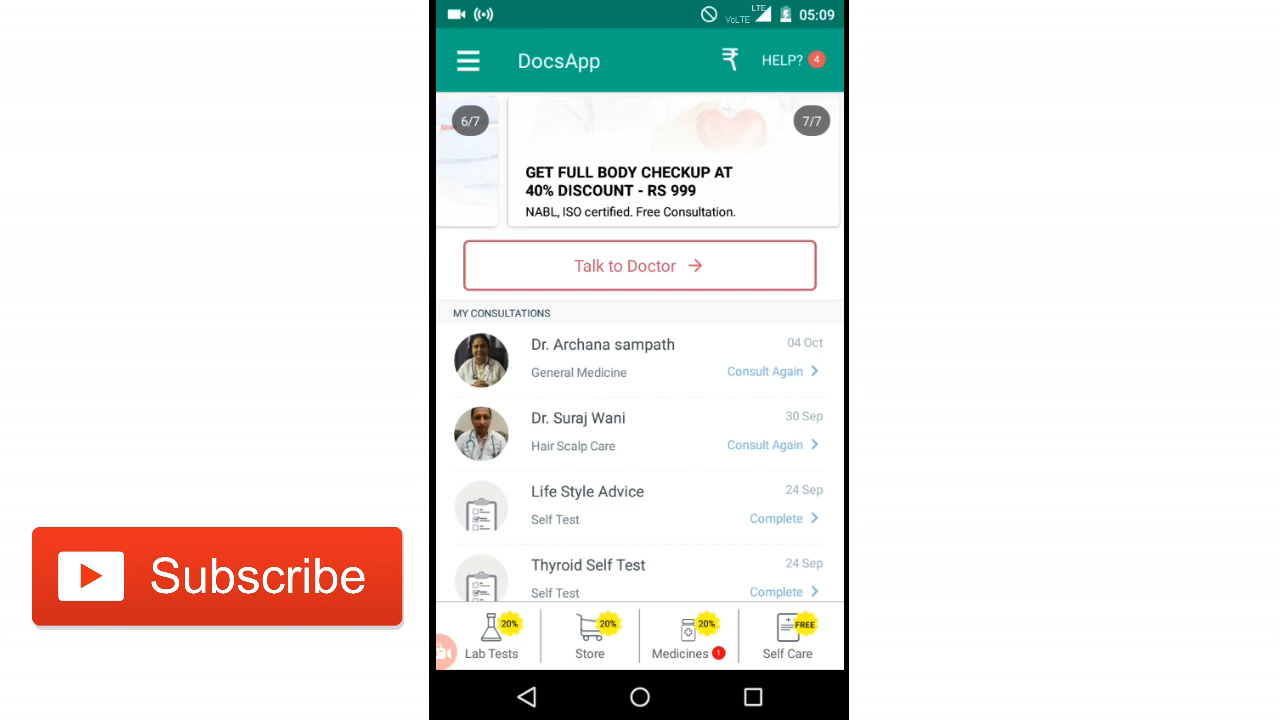 LTE
VoLTE
05:09
DocsApp
₹
HELP? 4
6/7
7/7
GET FULL BODY CHECKUP AT
40% DISCOUNT - RS 999
NABL, ISO certified. Free Consultation.
Talk to Doctor →
MY CONSULTATIONS
Dr. Archana sampath
04 Oct
General Medicine
Consult Again
Dr. Suraj Wani
30 Sep
Hair Scalp Care
Consult Again
Life Style Advice
24 Sep
Self Test
Complete
Thyroid Self Test
24 Sep
Self Test
Complete
Subscribe
20%
20%
20%
FREE
Lab Tests
Store
Medicines 1
Self Care